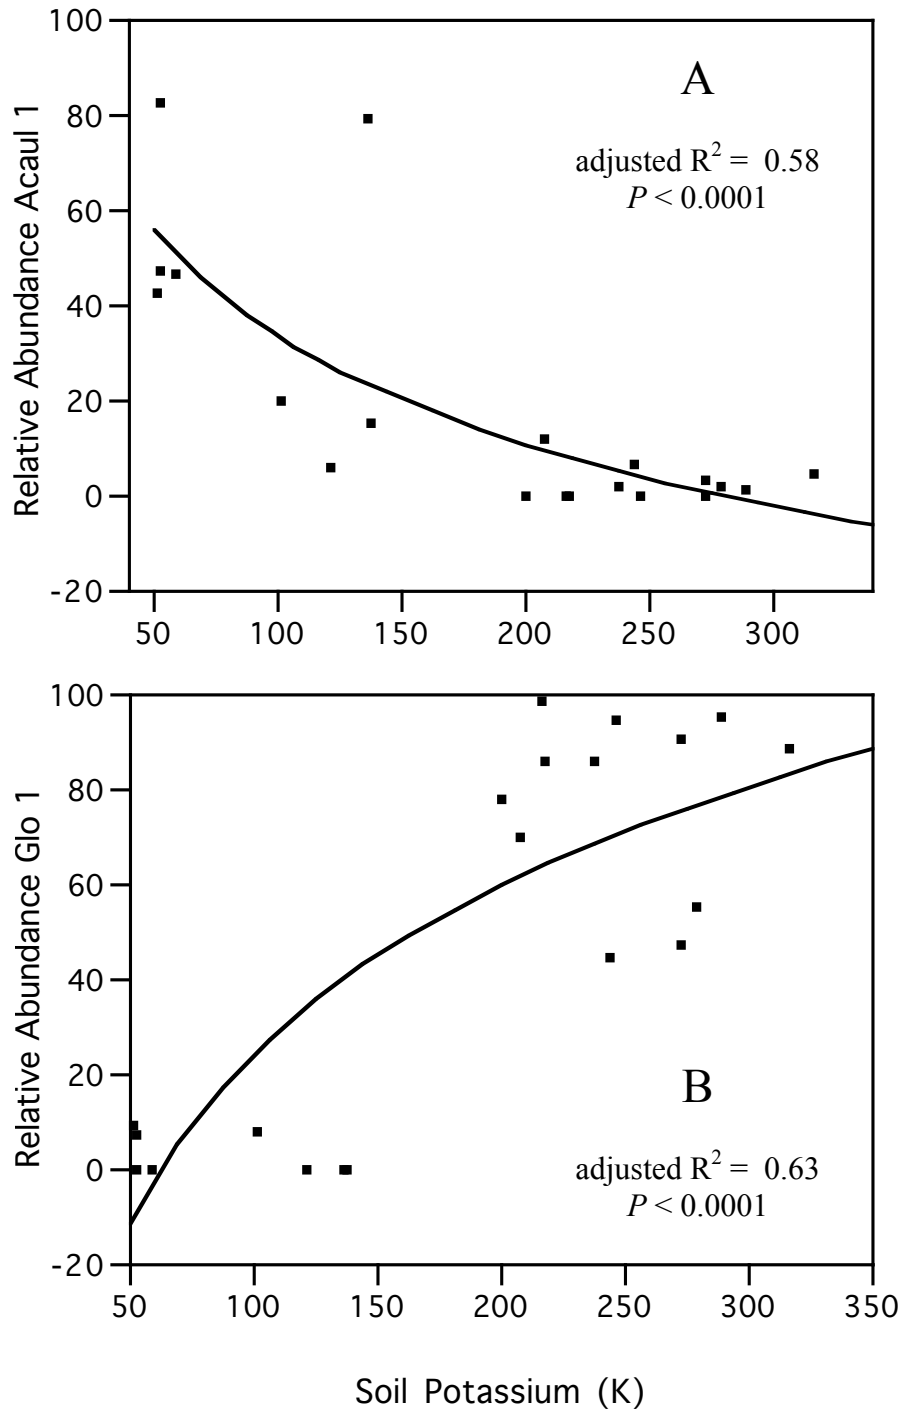 100
80
60
40
20
0
-20
Relative Abundance Acaul 1
A
adjusted R² = 0.58
P < 0.0001
50 100 150 200 250 300
100
80
60
40
20
0
-20
Relative Abundance Glo 1
B
adjusted R² = 0.63
P < 0.0001
50 100 150 200 250 300 350
Soil Potassium (K)